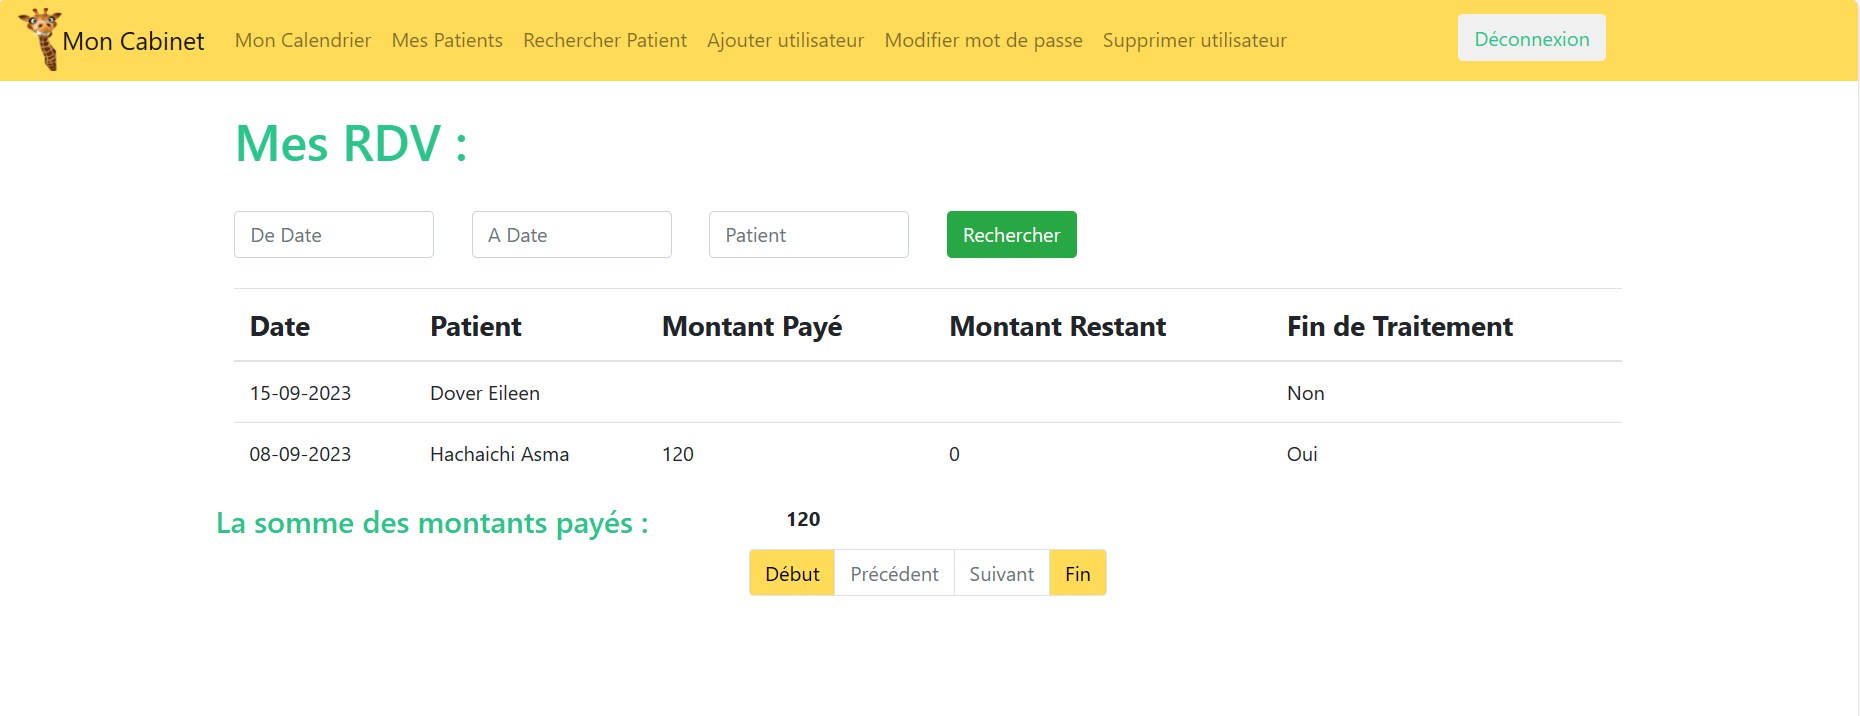 Mon Cabinet Mon Calendrier Mes Patients Rechercher Patient Ajouter utilisateur Modifier mot de passe Supprimer utilisateur Déconnexion
Mes RDV :
De Date A Date Patient Rechercher
Date Patient Montant Payé Montant Restant Fin de Traitement
15-09-2023 Dover Eileen Non
08-09-2023 Hachaichi Asma 120 0 Oui
La somme des montants payés : 120
Début Précédent Suivant Fin